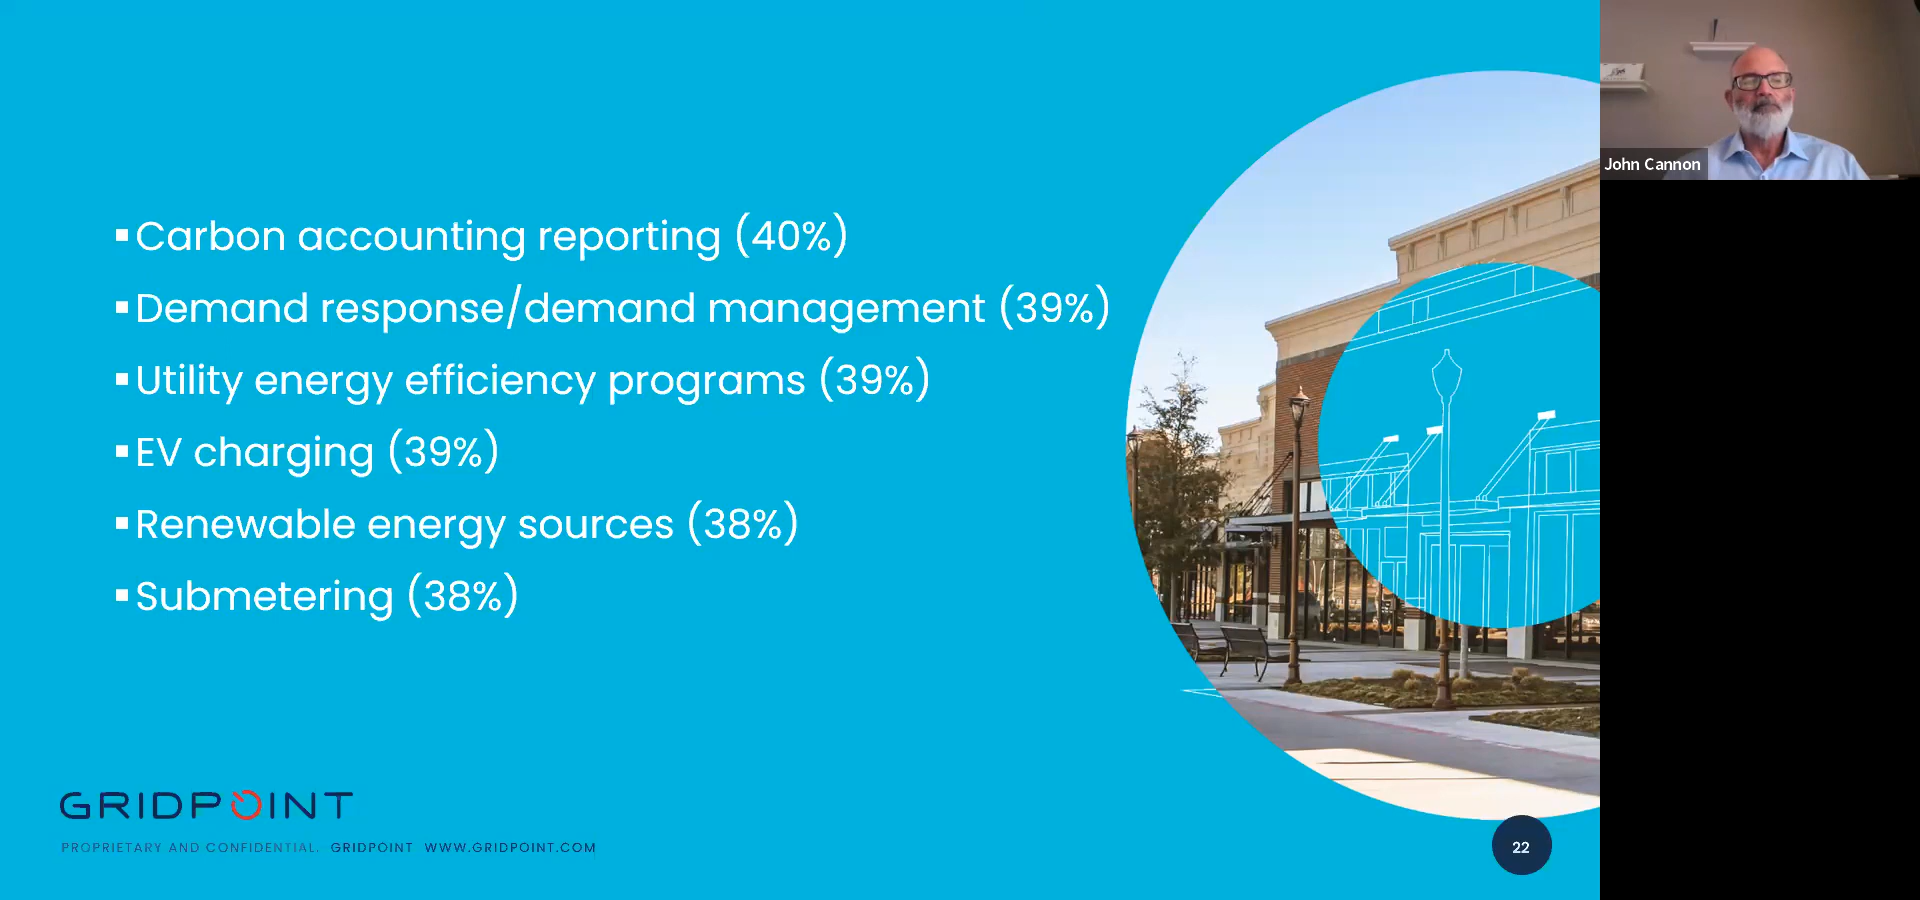 ▪Carbon accounting reporting (40%)
▪Demand response/demand management (39%)
▪Utility energy efficiency programs (39%)
▪EV charging (39%)
▪Renewable energy sources (38%)
▪Submetering (38%)
GRIDPOINT
PROPRIETARY AND CONFIDENTIAL. GRIDPOINT WWW.GRIDPOINT.COM
22
John Cannon